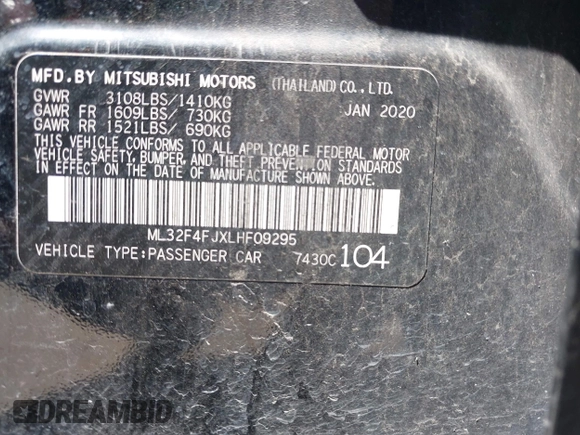 MFD.BY MITSUBISHI MOTORS (THAILAND)CO.,LTD.
GVWR 3108LBS/1410KG JAN 2020
GAWR FR 1609LBS/ 730KG
GAWR RR 1521LBS/ 690KG
THIS VEHICLE CONFORMS TO ALL APPLICABLE FEDERAL MOTOR
VEHICLE SAFETY, BUMPER, AND THEFT PREVENTION STANDARDS
IN EFFECT ON THE DATE OF MANUFACTURE SHOWN ABOVE.
ML32F4FJXLHF09295
VEHICLE TYPE:PASSENGER CAR 7430C 104
DREAMBID